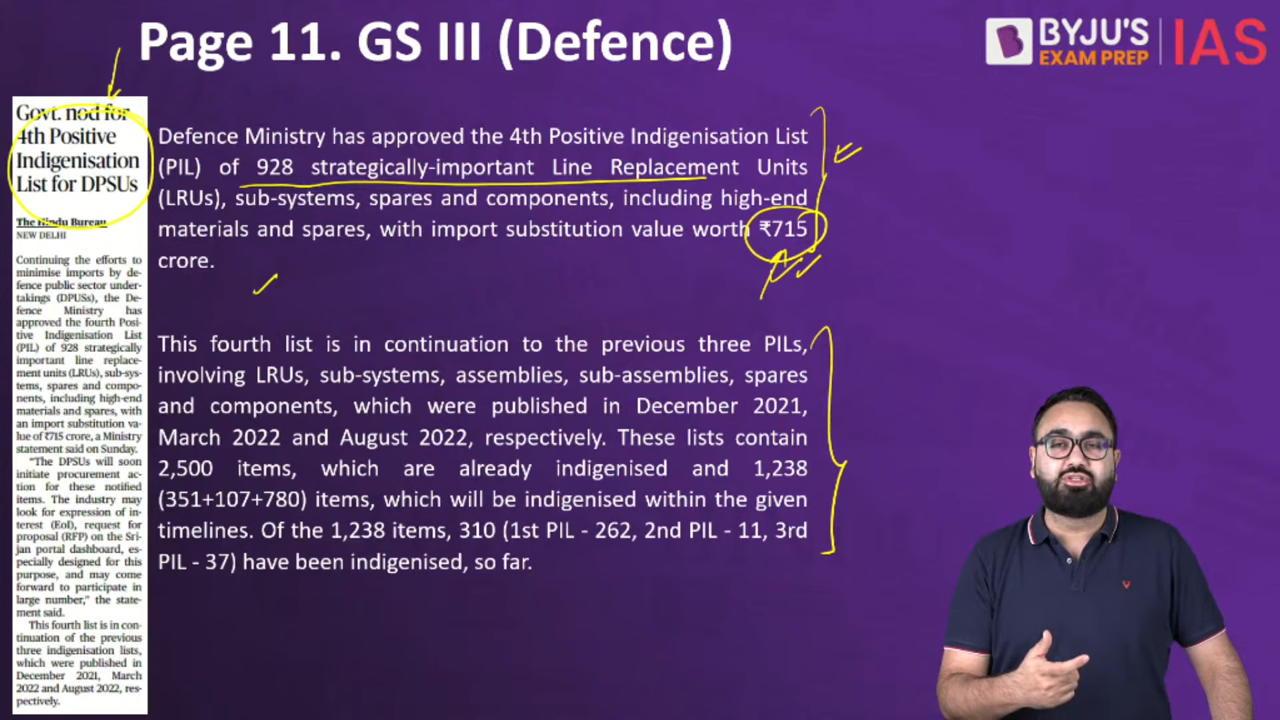 Page 11. GS III (Defence)
BYJU'S
EXAM PREP
IAS
Govt. nod for
4th Positive
Indigenisation
List for DPSUs
The Hindu Bureau
NEW DELHI
Continuing the efforts to
minimise imports by de-
fence public sector under-
takings (DPUSs), the De-
fence Ministry has
approved the fourth Posi-
tive Indigenisation List
(PIL) of 928 strategically
important line replace-
ment units (LRUs), sub-sys-
tems, spares and compo-
nents, including high-end
materials and spares, with
an import substitution va-
lue of ₹715 crore, a Ministry
statement said on Sunday.
"The DPSUs will soon
initiate procurement ac-
tion for these notified
items. The industry may
look for expression of in-
terest (EoI), request for
proposal (RFP) on the Sri-
jan portal dashboard, es-
pecially designed for this
purpose, and may come
forward to participate in
large number," the state-
ment said.
This fourth list is in con-
tinuation of the previous
three indigenisation lists,
which were published in
December 2021, March
2022 and August 2022, res-
pectively.
Defence Ministry has approved the 4th Positive Indigenisation List
(PIL) of 928 strategically-important Line Replacement Units
(LRUs), sub-systems, spares and components, including high-end
materials and spares, with import substitution value worth ₹715
crore.
This fourth list is in continuation to the previous three PILs,
involving LRUs, sub-systems, assemblies, sub-assemblies, spares
and components, which were published in December 2021,
March 2022 and August 2022, respectively. These lists contain
2,500 items, which are already indigenised and 1,238
(351+107+780) items, which will be indigenised within the given
timelines. Of the 1,238 items, 310 (1st PIL - 262, 2nd PIL - 11, 3rd
PIL - 37) have been indigenised, so far.